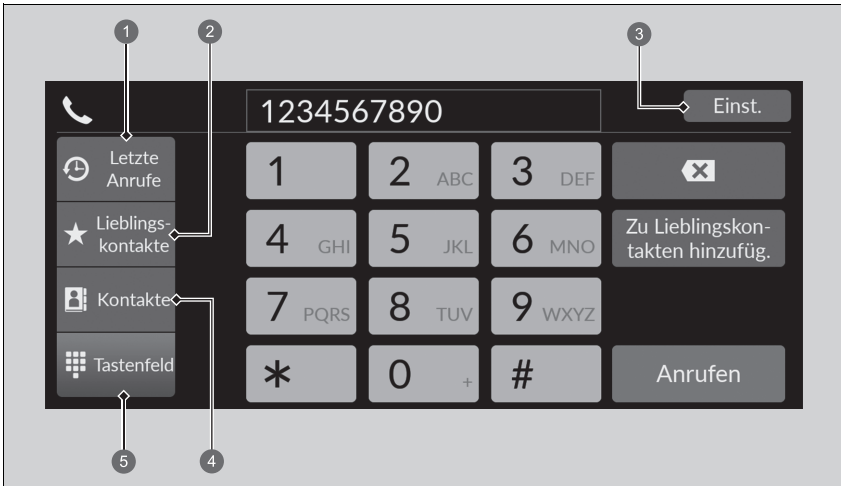 1
2
3
1234567890
Einst.
Letzte
Anrufe
1
2 ABC
3 DEF
Lieblings-
kontakte
4 GHI
5 JKL
6 MNO
Zu Lieblingskon-
takten hinzufüg.
Kontakte
7 PQRS
8 TUV
9 WXYZ
Tastenfeld
*
0 +
#
Anrufen
5
4